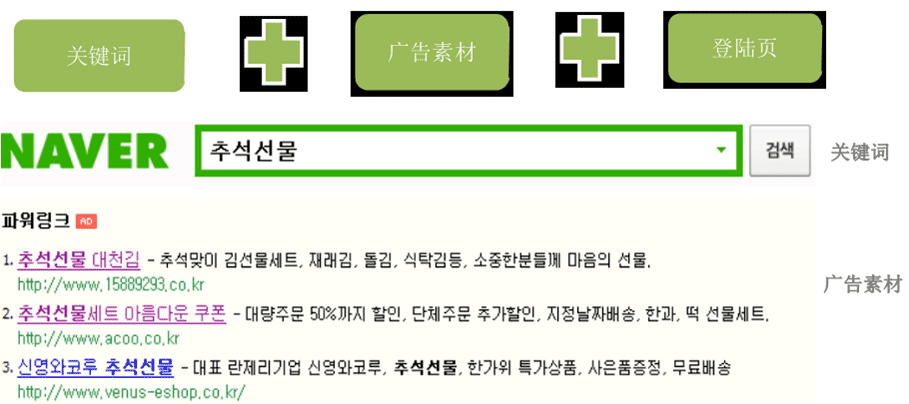 关键词
广告素材
登陆页
NAVER 추석선물 검색 关键词
파워링크 AD
1. 추석선물 대천김 - 추석맞이 김선물세트, 재래김, 돌김, 식탁김등, 소중한분들께 마음의 선물.
http://www.15889293.co.kr
广告素材
2. 추석선물세트 아름다운 쿠폰 - 대량주문 50%까지 할인, 단체주문 추가할인, 지정날짜배송, 한과, 떡 선물세트.
http://www.acoo.co.kr
3. 신영와코루 추석선물 - 대표 란제리기업 신영와코루, 추석선물, 한가위 특가상품, 사은품증정, 무료배송
http://www.venus-eshop.co.kr/